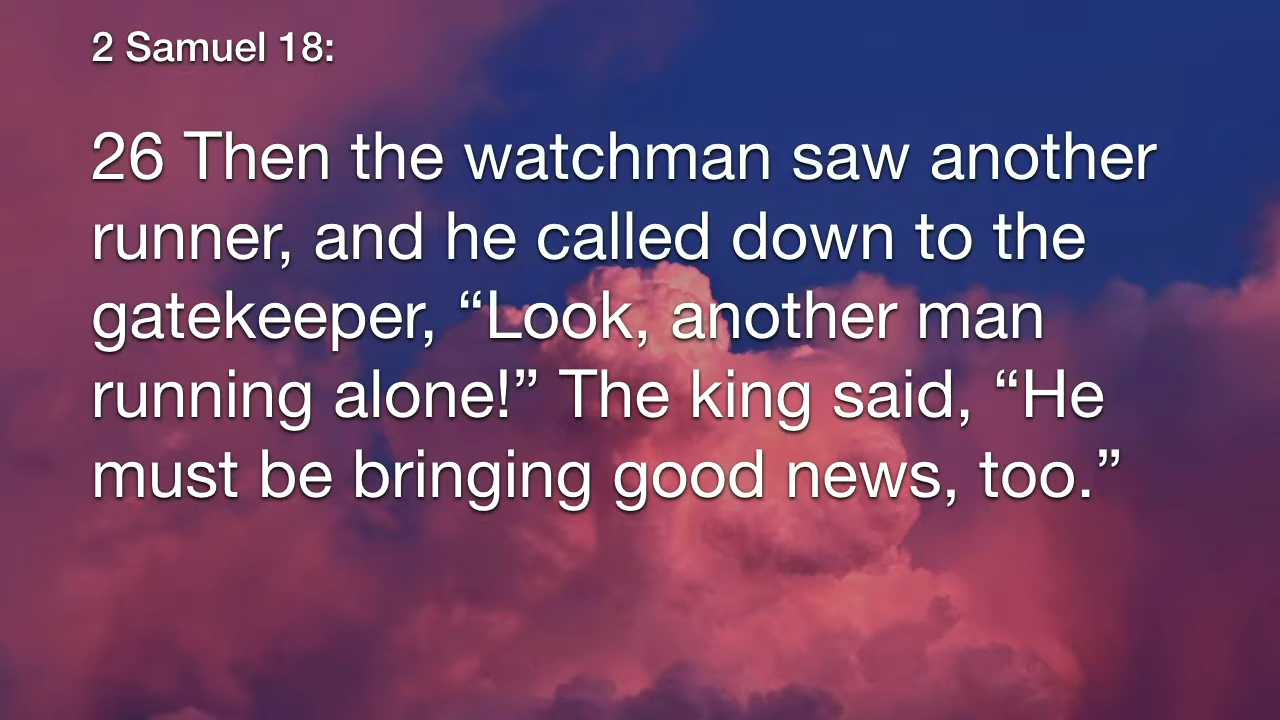 2 Samuel 18:
26 Then the watchman saw another
runner, and he called down to the
gatekeeper, “Look, another man
running alone!” The king said, “He
must be bringing good news, too.”